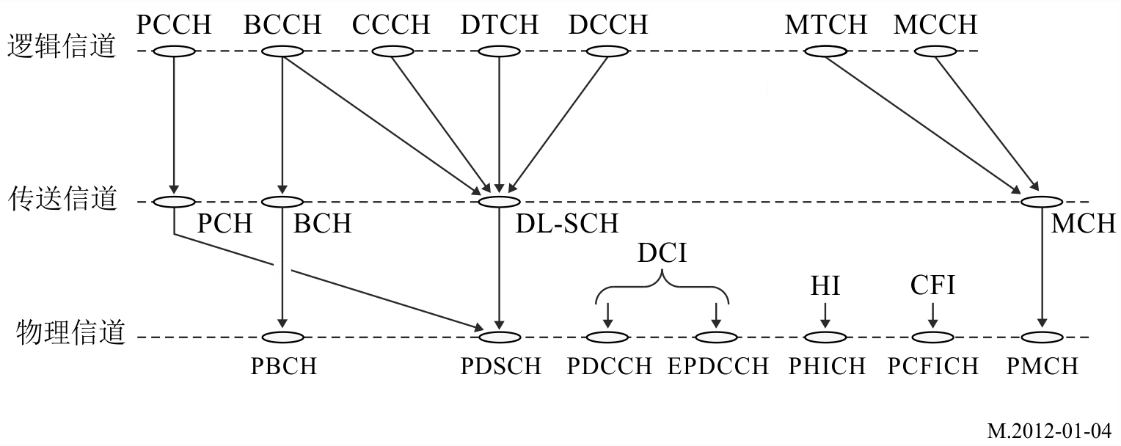 PCCH BCCH CCCH DTCH DCCH MTCH MCCH
逻辑信道
传送信道
PCH BCH DL-SCH MCH
DCI
HI CFI
物理信道
PBCH PDSCH PDCCH EPDCCH PHICH PCFICH PMCH
M.2012-01-04